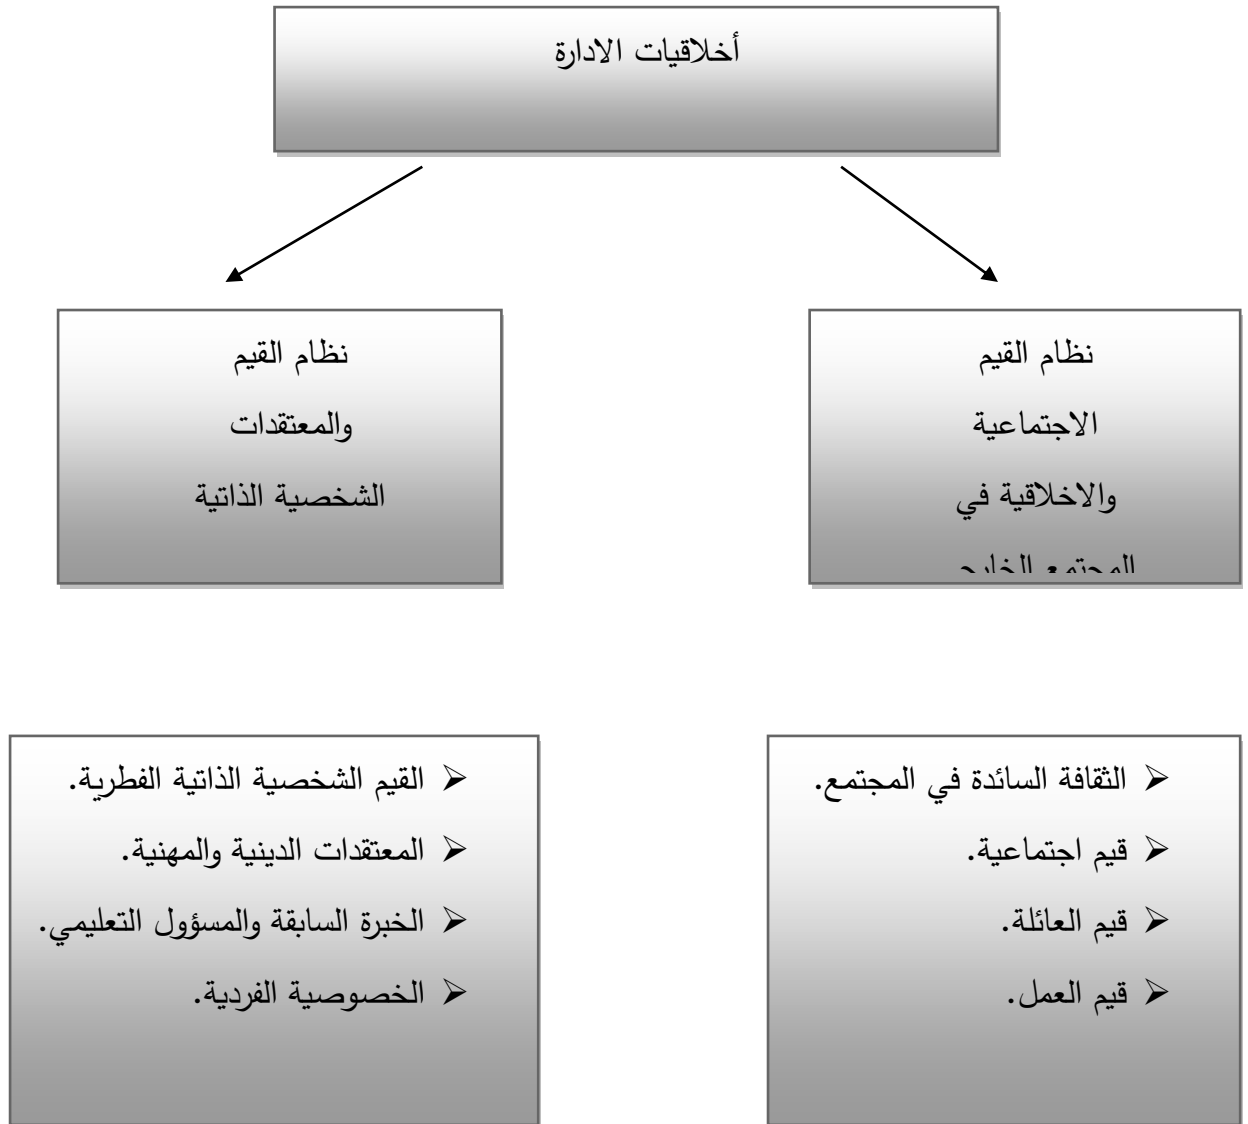 أخلاقيات الادارة
نظام القيم
الاجتماعية
والاخلاقية في
المجتمع
نظام القيم
والمعتقدات
الشخصية الذاتية
الثقافة السائدة في المجتمع.
قيم اجتماعية.
قيم العائلة.
قيم العمل.
القيم الشخصية الذاتية الفطرية.
المعتقدات الدينية والمهنية.
الخبرة السابقة والمسؤول التعليمي.
الخصوصية الفردية.